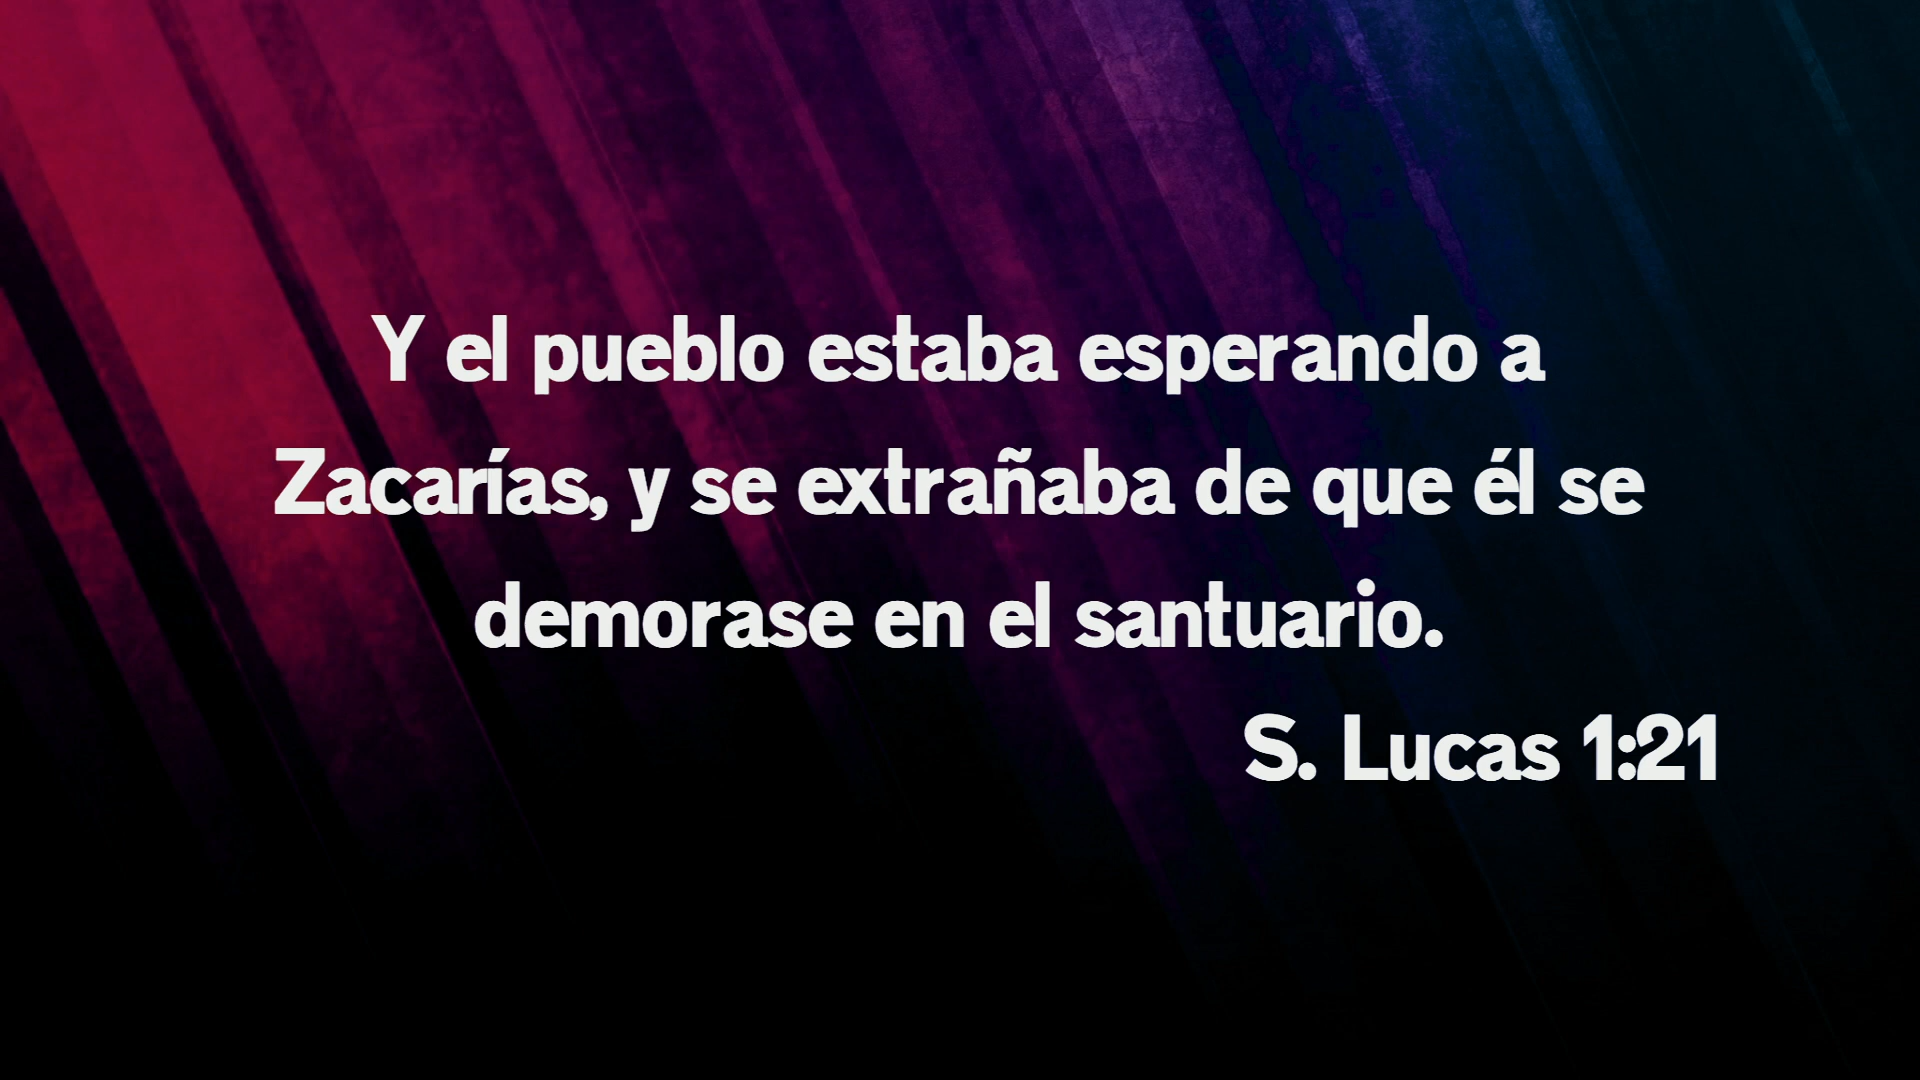 Y el pueblo estaba esperando a
Zacarías, y se extrañaba de que él se
demorase en el santuario.
S. Lucas 1:21